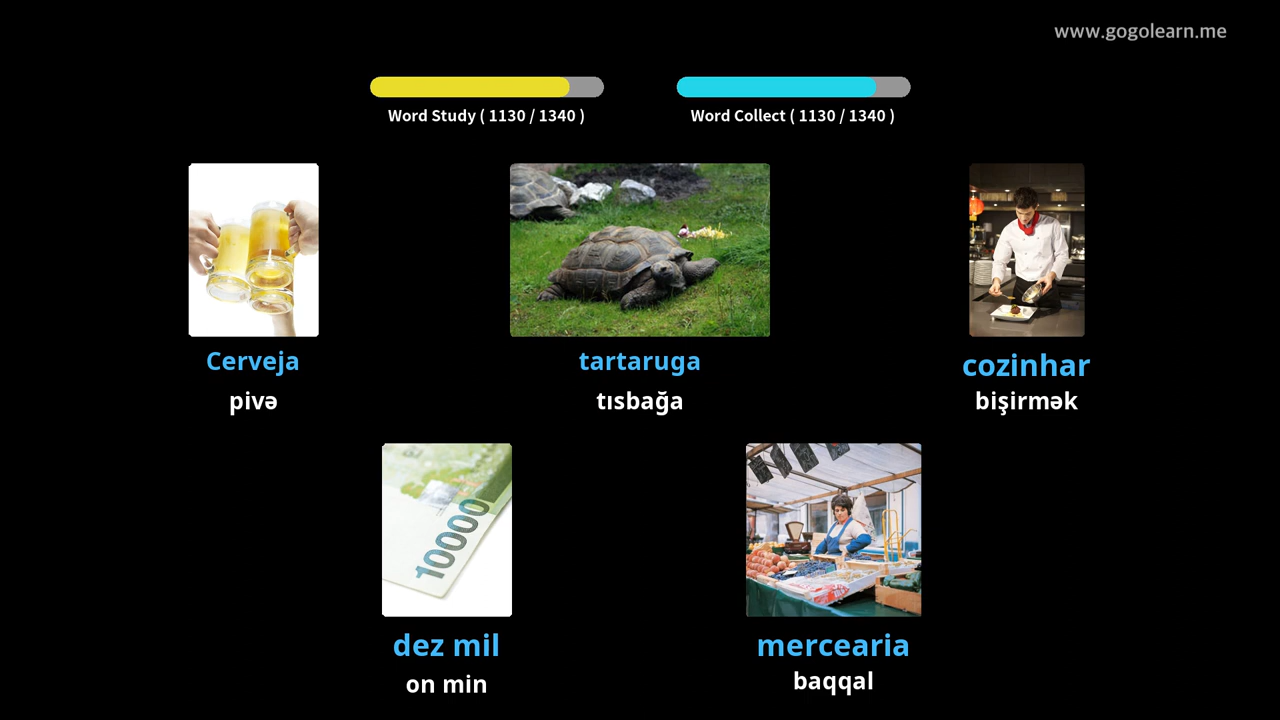 www.gogolearn.me
Word Study ( 1130 / 1340 )
Word Collect ( 1130 / 1340 )
Cerveja
pivə
tartaruga
tısbağa
cozinhar
bişirmək
10000
dez mil
on min
mercearia
baqqal